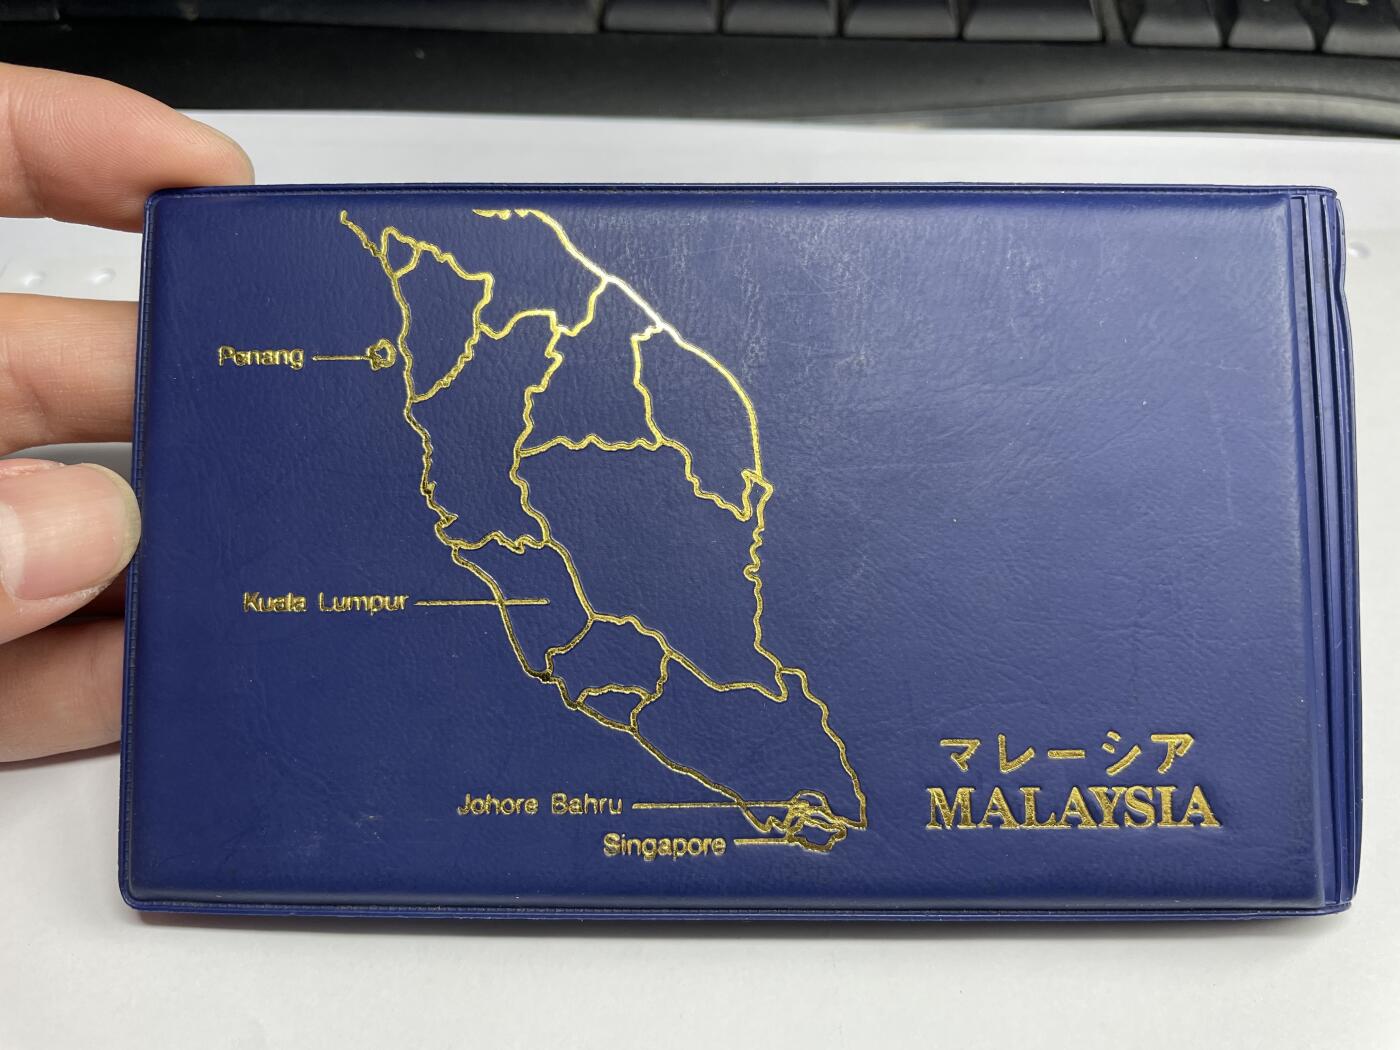 Penang
Kuala Lumpur
Johore Bahru
Singapore
マレーシア
MALAYSIA